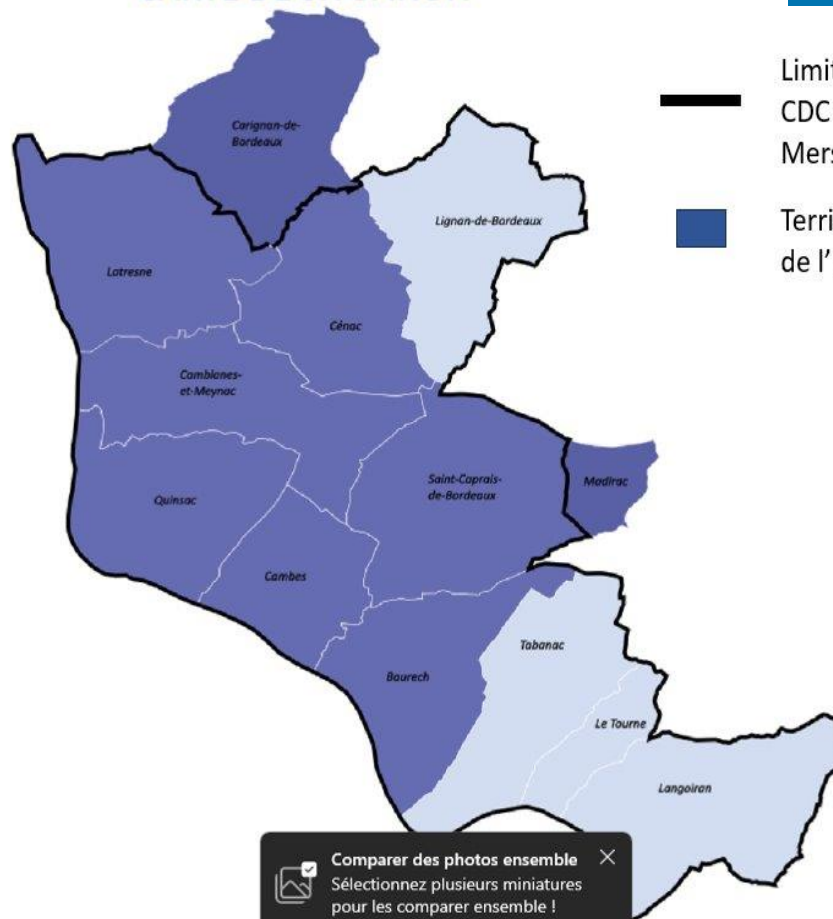 Limit
CDC
Mers
Terri
de l'
Carignan-de-
Bordeaux
Lignan-de-Bordeaux
Latresne
Cénac
Camblanes-
et-Meynac
Saint-Caprais-
de-Bordeaux
Madirac
Quinsac
Cambes
Baurech
Tabanac
Le Tourne
Langoiran
Comparer des photos ensemble
Sélectionnez plusieurs miniatures
pour les comparer ensemble !